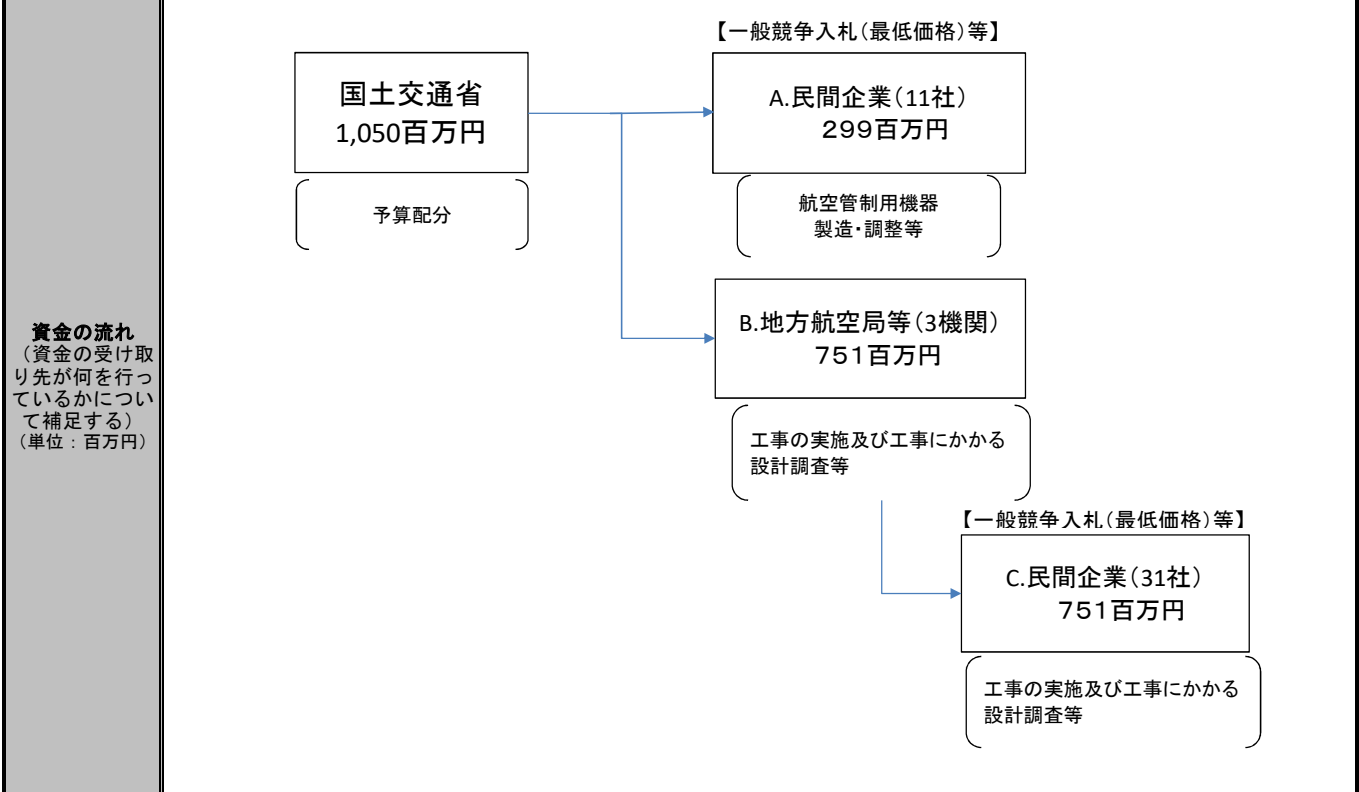 資金の流れ
（資金の受け取
り先が何を行っ
ているかについ
て補足する）
（単位：百万円）
国土交通省
1,050百万円
予算配分
【一般競争入札（最低価格）等】
A.民間企業（11社）
２９９百万円
航空管制用機器
製造・調整等
B.地方航空局等（3機関）
７５１百万円
工事の実施及び工事にかかる
設計調査等
【一般競争入札（最低価格）等】
C.民間企業（31社）
７５１百万円
工事の実施及び工事にかかる
設計調査等